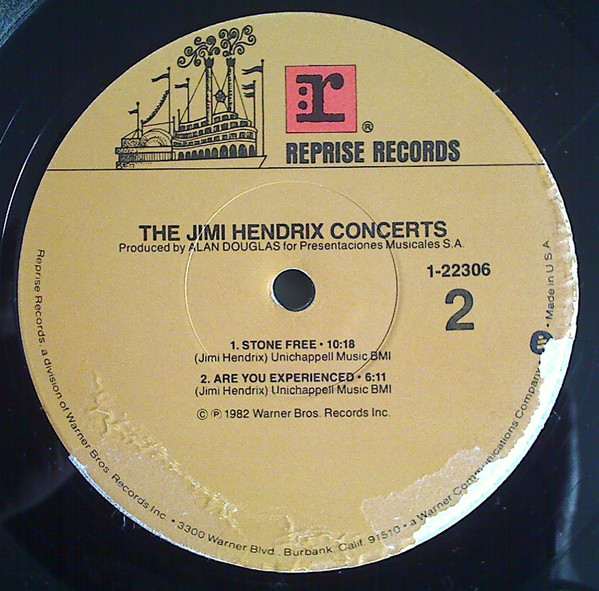 r
®
REPRISE RECORDS
THE JIMI HENDRIX CONCERTS
Produced by ALAN DOUGLAS for Presentaciones Musicales S.A.
1-22306
2
1. STONE FREE • 10:18
(Jimi Hendrix) Unichappell Music BMI
2. ARE YOU EXPERIENCED • 6:11
(Jimi Hendrix) Unichappell Music BMI
© ℗ 1982 Warner Bros. Records Inc.
Reprise Records, a division of Warner Bros. Records Inc. • 3300 Warner Blvd., Burbank, Calif. 91510 • a Warner Communications Company • Made in U.S.A.